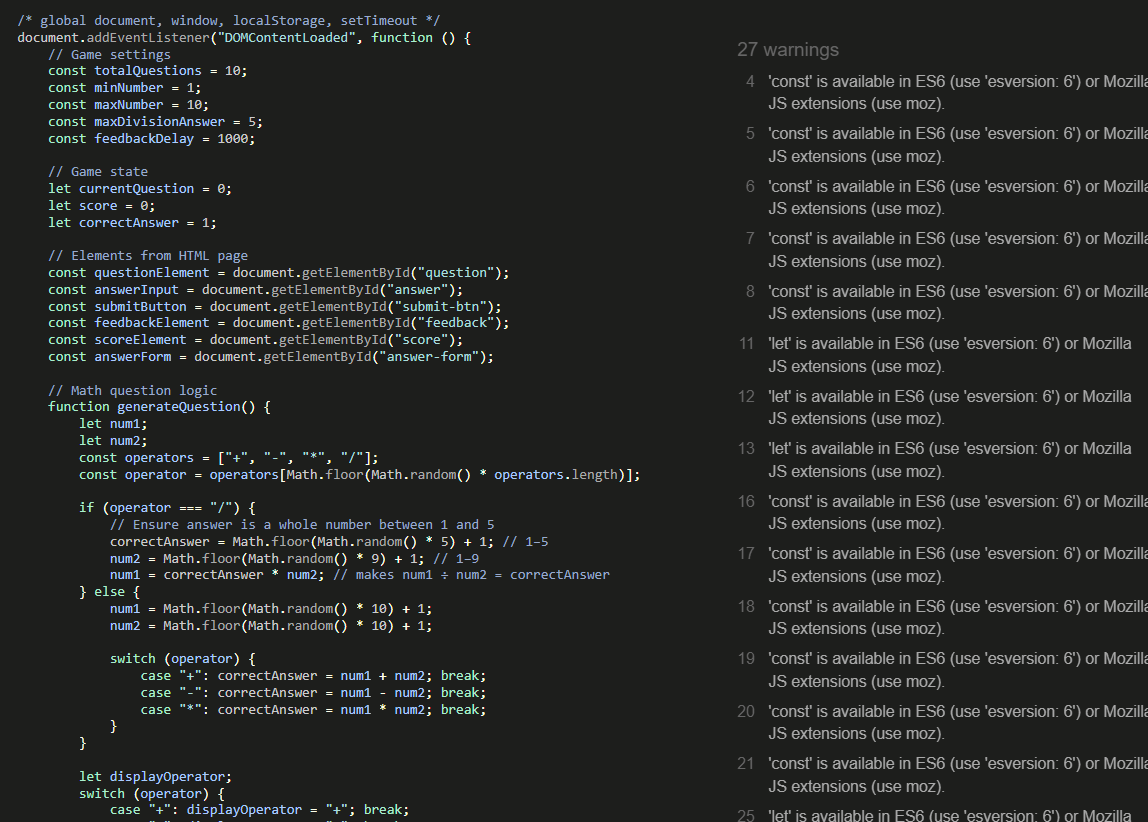 /* global document, window, localStorage, setTimeout */
document.addEventListener("DOMContentLoaded", function () {
// Game settings
const totalQuestions = 10;
const minNumber = 1;
const maxNumber = 10;
const maxDivisionAnswer = 5;
const feedbackDelay = 1000;
// Game state
let currentQuestion = 0;
let score = 0;
let correctAnswer = 1;
// Elements from HTML page
const questionElement = document.getElementById("question");
const answerInput = document.getElementById("answer");
const submitButton = document.getElementById("submit-btn");
const feedbackElement = document.getElementById("feedback");
const scoreElement = document.getElementById("score");
const answerForm = document.getElementById("answer-form");
// Math question logic
function generateQuestion() {
let num1;
let num2;
const operators = ["+", "-", "*", "/"];
const operator = operators[Math.floor(Math.random() * operators.length)];
if (operator === "/") {
// Ensure answer is a whole number between 1 and 5
correctAnswer = Math.floor(Math.random() * 5) + 1; // 1–5
num2 = Math.floor(Math.random() * 9) + 1; // 1–9
num1 = correctAnswer * num2; // makes num1 ÷ num2 = correctAnswer
} else {
num1 = Math.floor(Math.random() * 10) + 1;
num2 = Math.floor(Math.random() * 10) + 1;
switch (operator) {
case "+": correctAnswer = num1 + num2; break;
case "-": correctAnswer = num1 - num2; break;
case "*": correctAnswer = num1 * num2; break;
}
}
let displayOperator;
switch (operator) {
case "+": displayOperator = "+"; break;
27 warnings
4 'const' is available in ES6 (use 'esversion: 6') or Mozilla
JS extensions (use moz).
5 'const' is available in ES6 (use 'esversion: 6') or Mozilla
JS extensions (use moz).
6 'const' is available in ES6 (use 'esversion: 6') or Mozilla
JS extensions (use moz).
7 'const' is available in ES6 (use 'esversion: 6') or Mozilla
JS extensions (use moz).
8 'const' is available in ES6 (use 'esversion: 6') or Mozilla
JS extensions (use moz).
11 'let' is available in ES6 (use 'esversion: 6') or Mozilla
JS extensions (use moz).
12 'let' is available in ES6 (use 'esversion: 6') or Mozilla
JS extensions (use moz).
13 'let' is available in ES6 (use 'esversion: 6') or Mozilla
JS extensions (use moz).
16 'const' is available in ES6 (use 'esversion: 6') or Mozilla
JS extensions (use moz).
17 'const' is available in ES6 (use 'esversion: 6') or Mozilla
JS extensions (use moz).
18 'const' is available in ES6 (use 'esversion: 6') or Mozilla
JS extensions (use moz).
19 'const' is available in ES6 (use 'esversion: 6') or Mozilla
JS extensions (use moz).
20 'const' is available in ES6 (use 'esversion: 6') or Mozilla
JS extensions (use moz).
21 'const' is available in ES6 (use 'esversion: 6') or Mozilla
JS extensions (use moz).
25 'let' is available in ES6 (use 'esversion: 6') or Mozilla